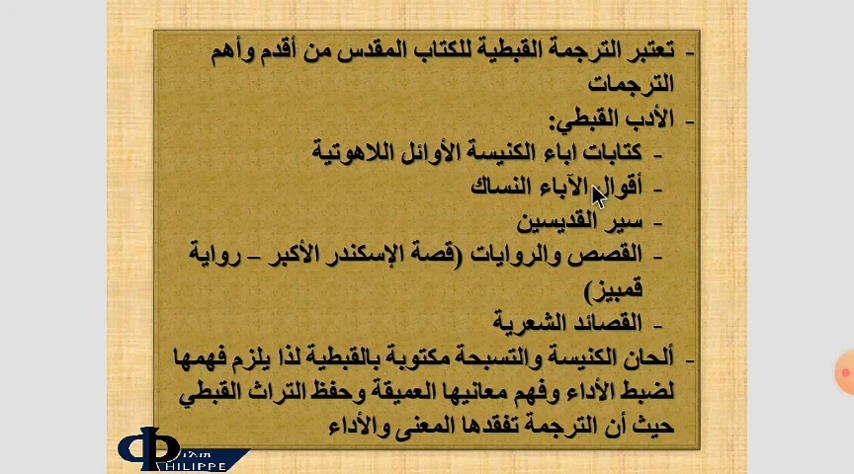 - تعتبر الترجمة القبطية للكتاب المقدس من أقدم وأهم
الترجمات
- الأدب القبطي:
- كتابات اباء الكنيسة الأوائل اللاهوتية
- أقوال الآباء النساك
- سير القديسين
- القصص والروايات (قصة الإسكندر الأكبر – رواية
قمبيز)
- القصائد الشعرية
- ألحان الكنيسة والتسبحة مكتوبة بالقبطية لذا يلزم فهمها
لضبط الأداء وفهم معانيها العميقة وحفظ التراث القبطي
حيث أن الترجمة تفقدها المعنى والأداء
PHILIPPE